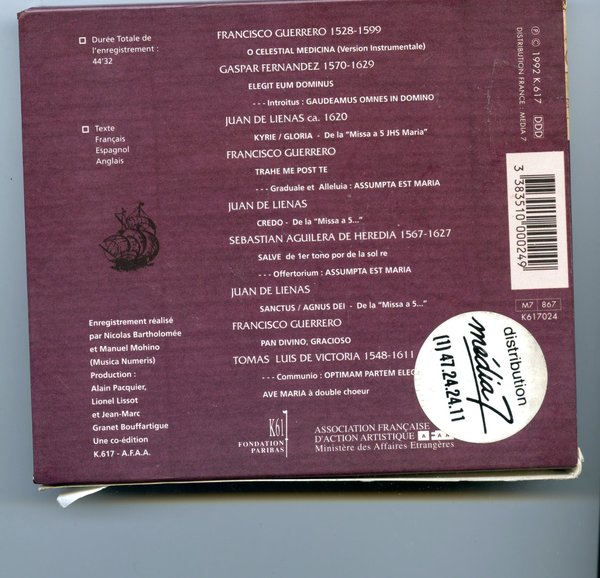 Durée Totale de
l'enregistrement :
44'32
Texte
Français
Espagnol
Anglais
Enregistrement réalisé
par Nicolas Bartholomée
et Manuel Mohino
(Musica Numeris)
Production :
Alain Pacquier,
Lionel Lissot
et Jean-Marc
Granet Bouffartigue
Une co-édition
K.617 - A.F.A.A.
FRANCISCO GUERRERO 1528-1599
O CELESTIAL MEDICINA (Version Instrumentale)
GASPAR FERNANDEZ 1570-1629
ELEGIT EUM DOMINUS
- - - Introitus : GAUDEAMUS OMNES IN DOMINO
JUAN DE LIENAS ca. 1620
KYRIE / GLORIA - De la "Missa a 5 JHS Maria"
FRANCISCO GUERRERO
TRAHE ME POST TE
- - - Graduale et Alleluia : ASSUMPTA EST MARIA
JUAN DE LIENAS
CREDO - De la "Missa a 5..."
SEBASTIAN AGUILERA DE HEREDIA 1567-1627
SALVE de 1er tono por de la sol re
- - - Offertorium : ASSUMPTA EST MARIA
JUAN DE LIENAS
SANCTUS / AGNUS DEI - De la "Missa a 5..."
FRANCISCO GUERRERO
PAN DIVINO, GRACIOSO
TOMAS LUIS DE VICTORIA 1548-1611
- - - Communio : OPTIMAM PARTEM ELEG
AVE MARIA à double choeur
K617
FONDATION
PARIBAS
ASSOCIATION FRANÇAISE
D'ACTION ARTISTIQUE
Ministère des Affaires Etrangères
℗ © 1992 K.617 DDD
DISTRIBUTION FRANCE : MEDIA 7
3 383510 000249
M7 867
K617024
distribution
média 7
(1) 47.24.24.11